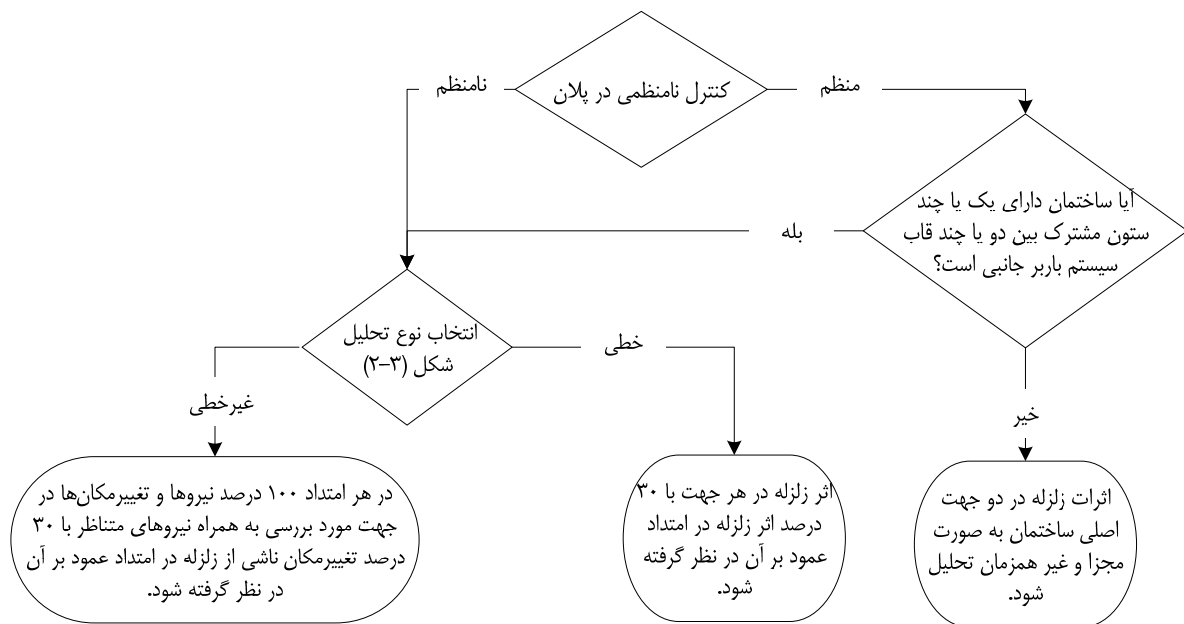 کنترل نامنظمی در پلان
منظم
نامنظم
آیا ساختمان دارای یک یا چند
ستون مشترک بین دو یا چند قاب
سیستم باربر جانبی است؟
بله
خیر
انتخاب نوع تحلیل
شکل (۳-۲)
خطی
غیرخطی
اثرات زلزله در دو جهت
اصلی ساختمان به صورت
مجزا و غیر همزمان تحلیل
شود.
اثر زلزله در هر جهت با ۳۰
درصد اثر زلزله در امتداد
عمود بر آن در نظر گرفته
شود.
در هر امتداد ۱۰۰ درصد نیروها و تغییرمکان‌ها در
جهت مورد بررسی به همراه نیروهای متناظر با ۳۰
درصد تغییرمکان ناشی از زلزله در امتداد عمود بر آن
در نظر گرفته شود.